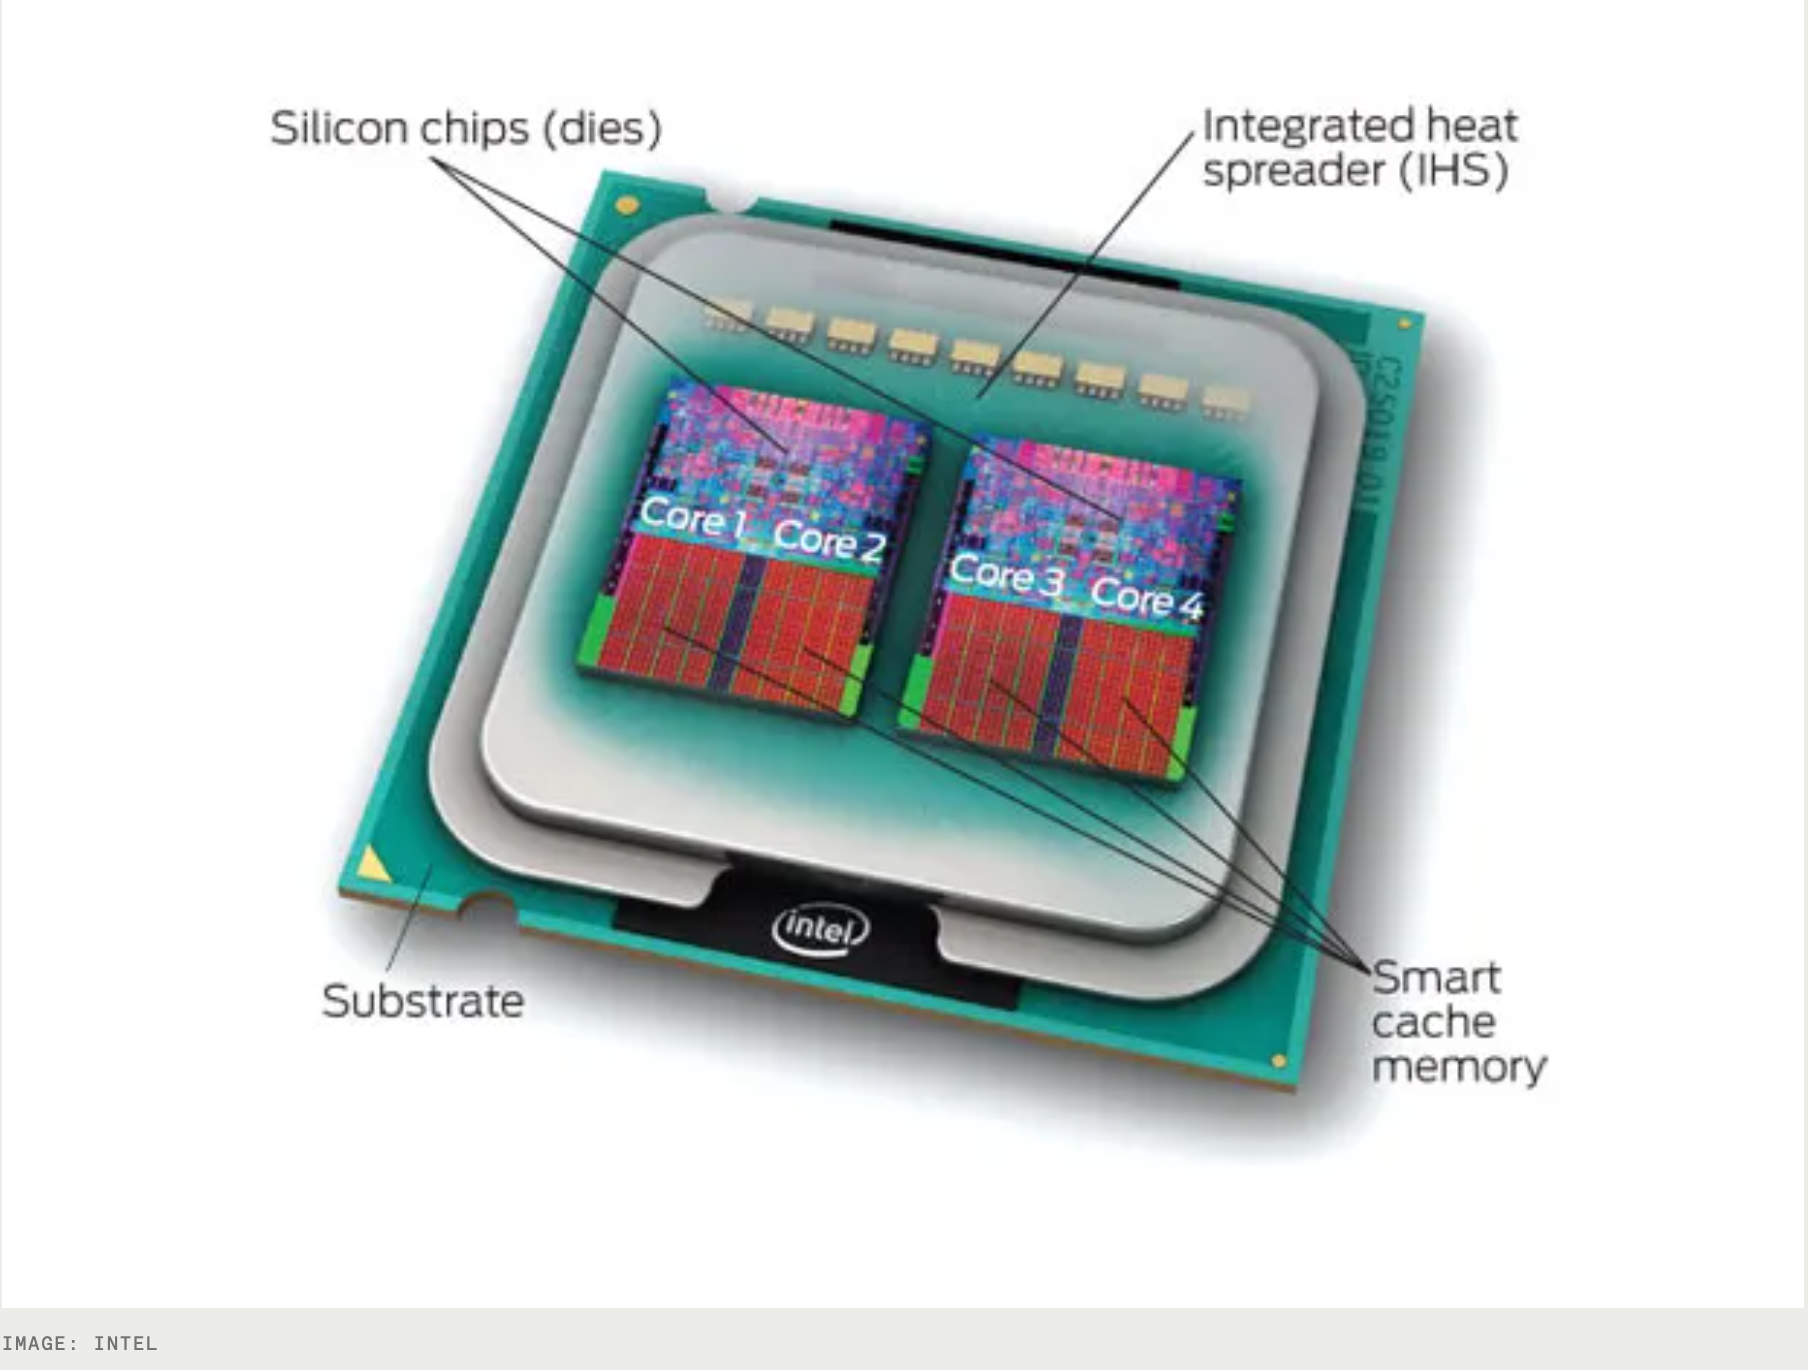 Silicon chips (dies)
Integrated heat
spreader (IHS)
Core 1 Core 2
Core 3 Core 4
intel
Substrate
Smart
cache
memory
IMAGE: INTEL